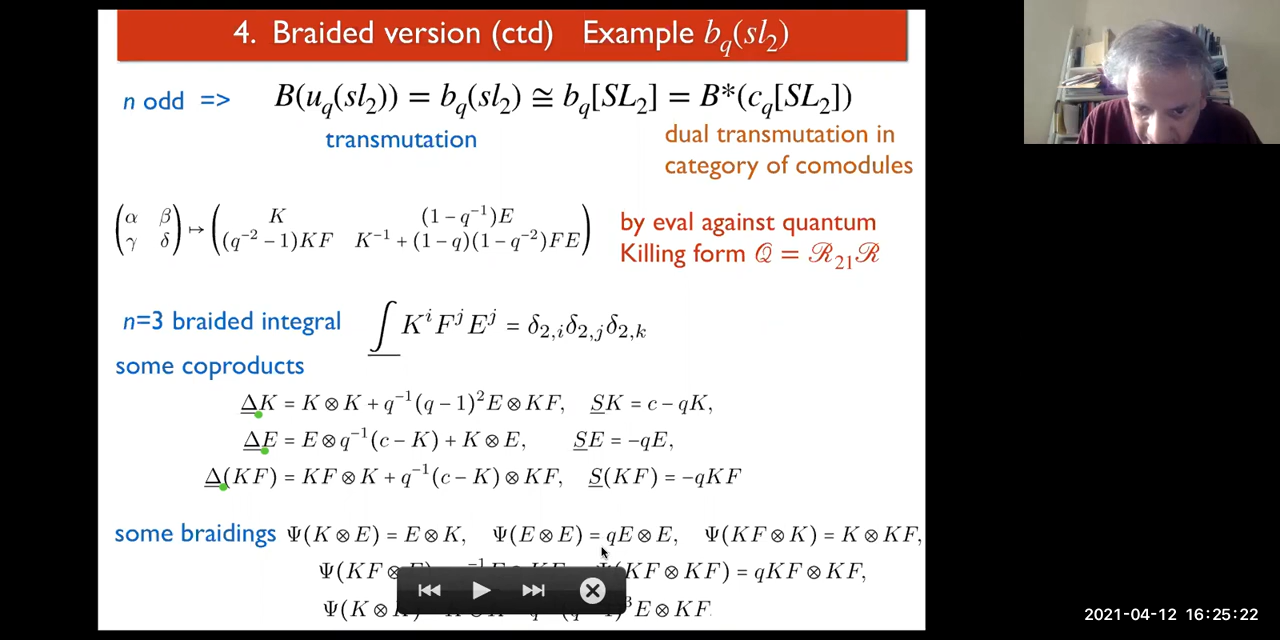 4. Braided version (ctd) Example b_q(sl_2)
n odd => B(u_q(sl_2)) = b_q(sl_2) ≅ b_q[SL_2] = B*(c_q[SL_2])
transmutation
dual transmutation in
category of comodules
(α β; γ δ) ↦ (K, (1 − q^{-1})E; (q^{-2} − 1)KF, K^{-1} + (1 − q)(1 − q^{-2})FE)
by eval against quantum
Killing form Q = R_{21}R
n=3 braided integral ∫ K^i F^j E^j = δ_{2,i}δ_{2,j}δ_{2,k}
some coproducts
ΔK = K ⊗ K + q^{-1}(q − 1)^2 E ⊗ KF, SK = c − qK,
ΔE = E ⊗ q^{-1}(c − K) + K ⊗ E, SE = −qE,
Δ(KF) = KF ⊗ K + q^{-1}(c − K) ⊗ KF, S(KF) = −qKF
some braidings Ψ(K ⊗ E) = E ⊗ K, Ψ(E ⊗ E) = qE ⊗ E, Ψ(KF ⊗ K) = K ⊗ KF,
Ψ(KF ⊗ (KF ⊗ KF) = qKF ⊗ KF,
Ψ(K ⊗ E ⊗ KF
2021-04-12 16:25:22